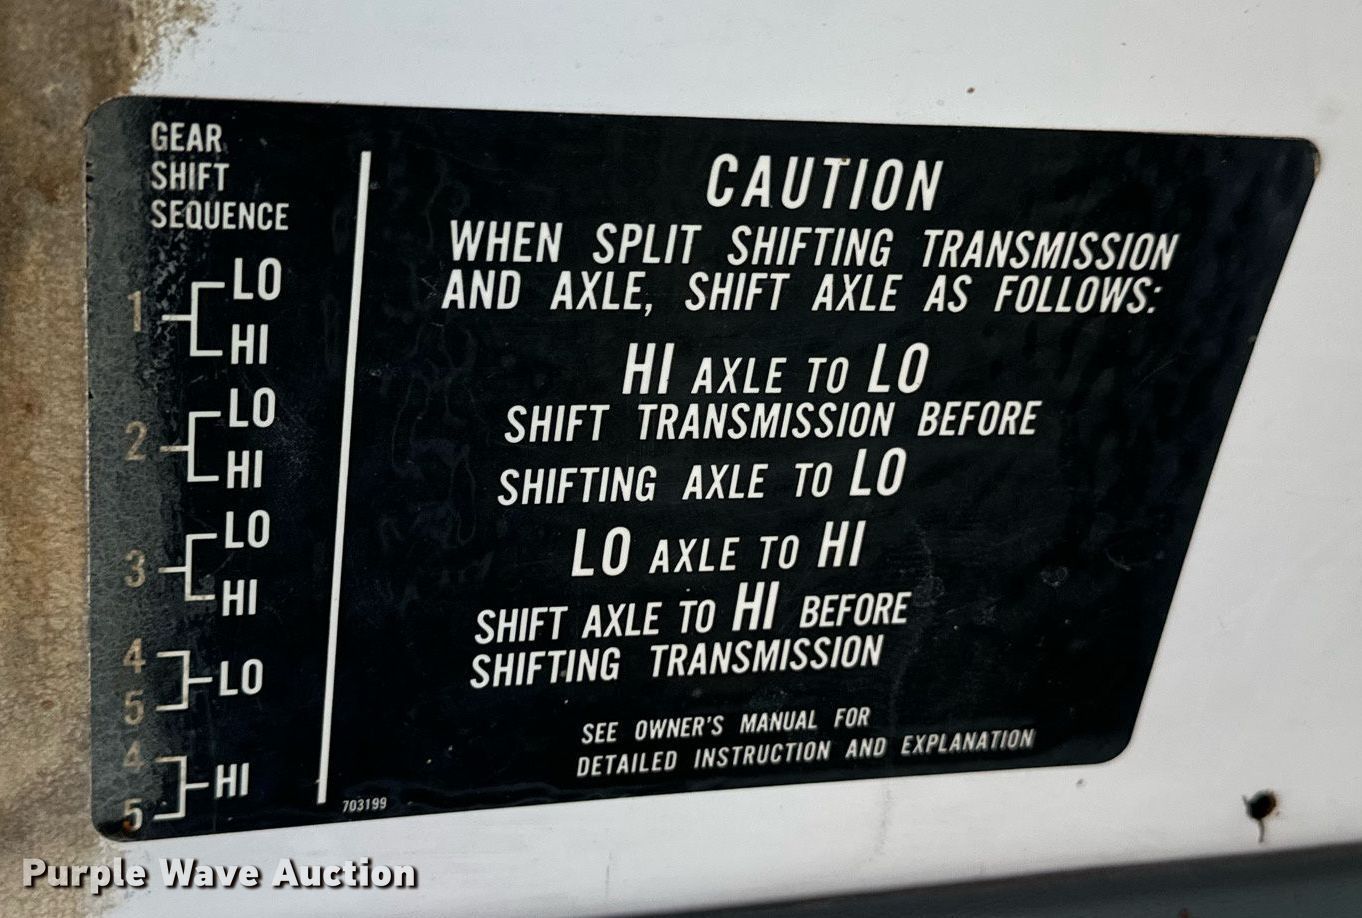 GEAR
SHIFT
SEQUENCE
1
LO
HI
2
LO
HI
3
LO
HI
4
5
LO
4
5
HI
CAUTION
WHEN SPLIT SHIFTING TRANSMISSION
AND AXLE, SHIFT AXLE AS FOLLOWS:
HI AXLE TO LO
SHIFT TRANSMISSION BEFORE
SHIFTING AXLE TO LO
LO AXLE TO HI
SHIFT AXLE TO HI BEFORE
SHIFTING TRANSMISSION
SEE OWNER'S MANUAL FOR
DETAILED INSTRUCTION AND EXPLANATION
703199
Purple Wave Auction